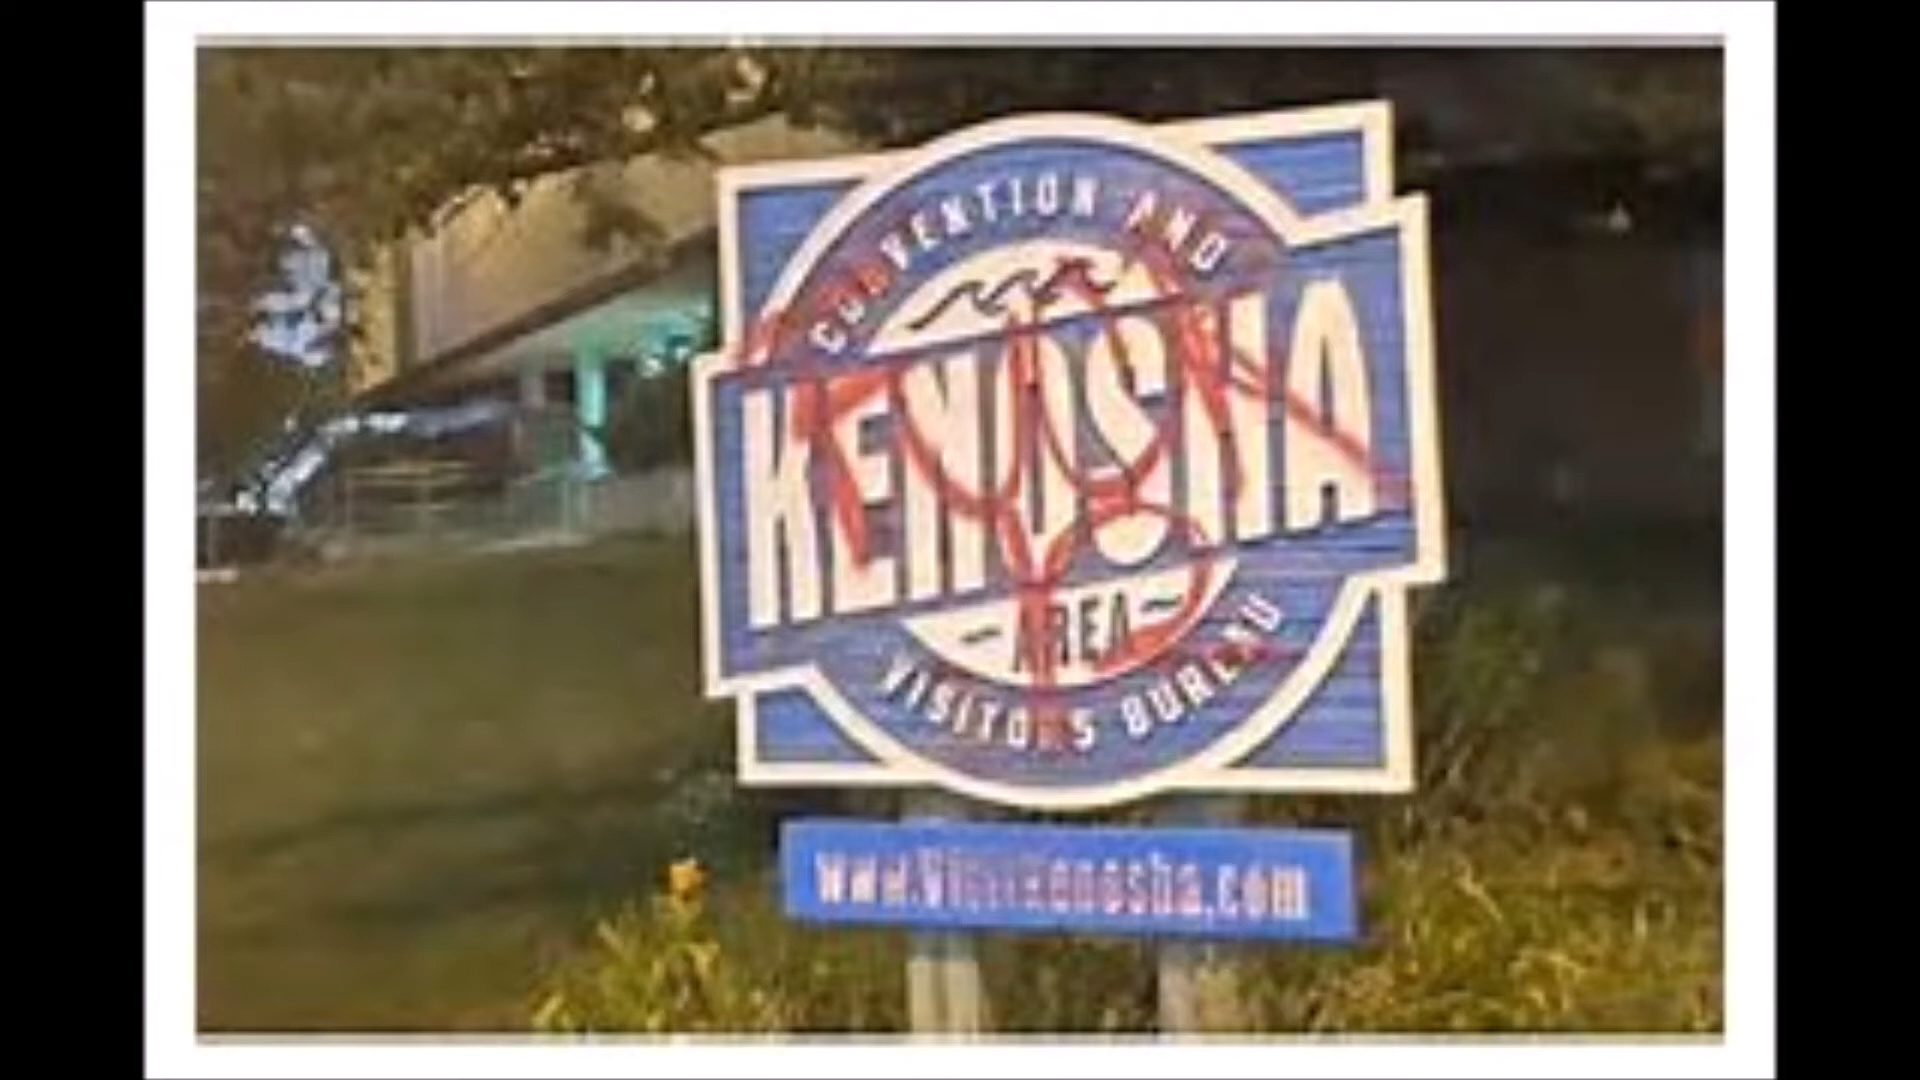 CONVENTION AND
KENOSHA
~AREA~
VISITORS BUREAU
www.VisitKenosha.com